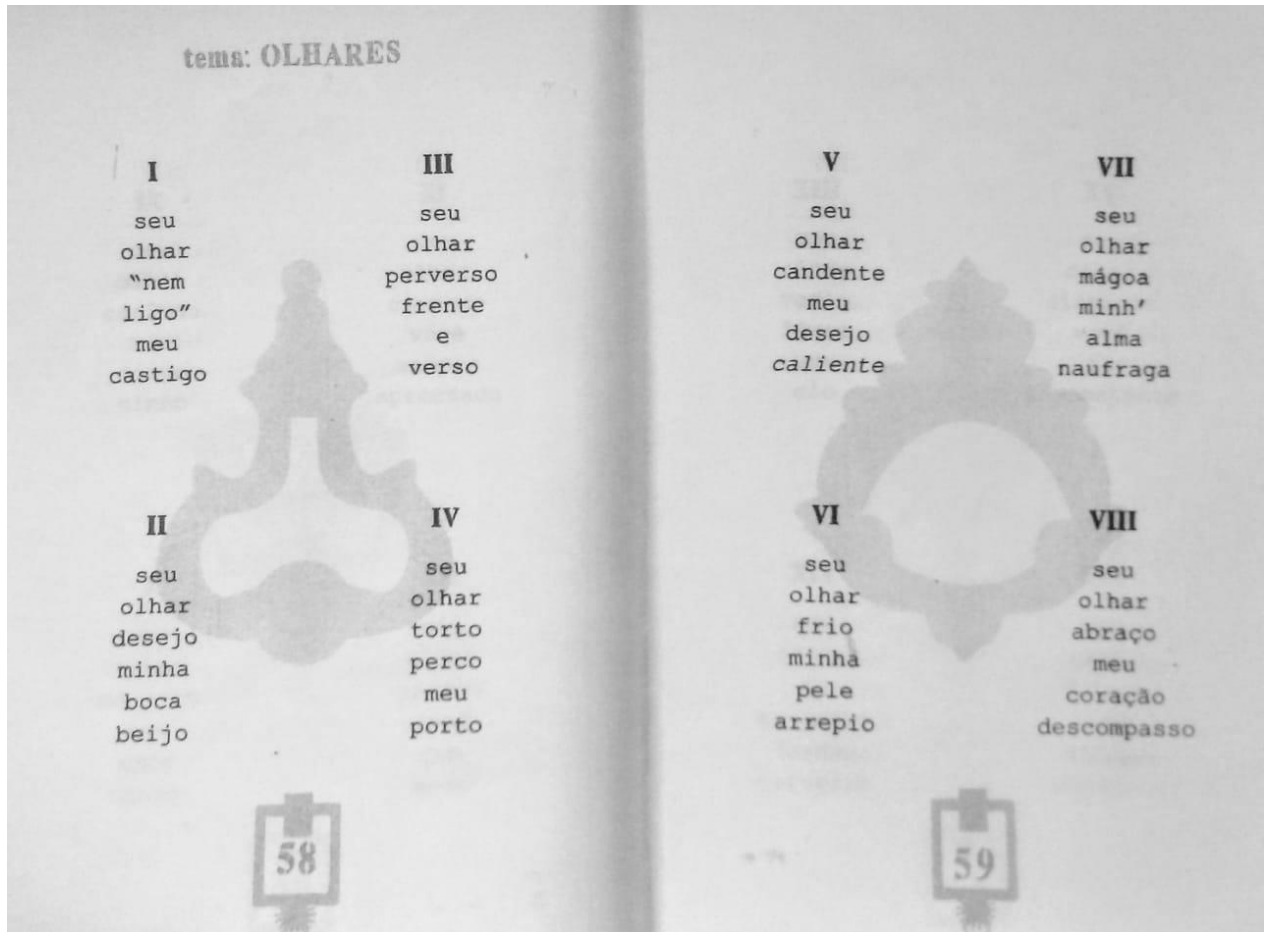 tema: OLHARES
I
seu
olhar
“nem
ligo”
meu
castigo
II
seu
olhar
desejo
minha
boca
beijo
III
seu
olhar
perverso
frente
e
verso
IV
seu
olhar
torto
perco
meu
porto
58
V
seu
olhar
candente
meu
desejo
caliente
VI
seu
olhar
frio
minha
pele
arrepio
VII
seu
olhar
mágoa
minh’
alma
naufraga
VIII
seu
olhar
abraço
meu
coração
descompasso
59